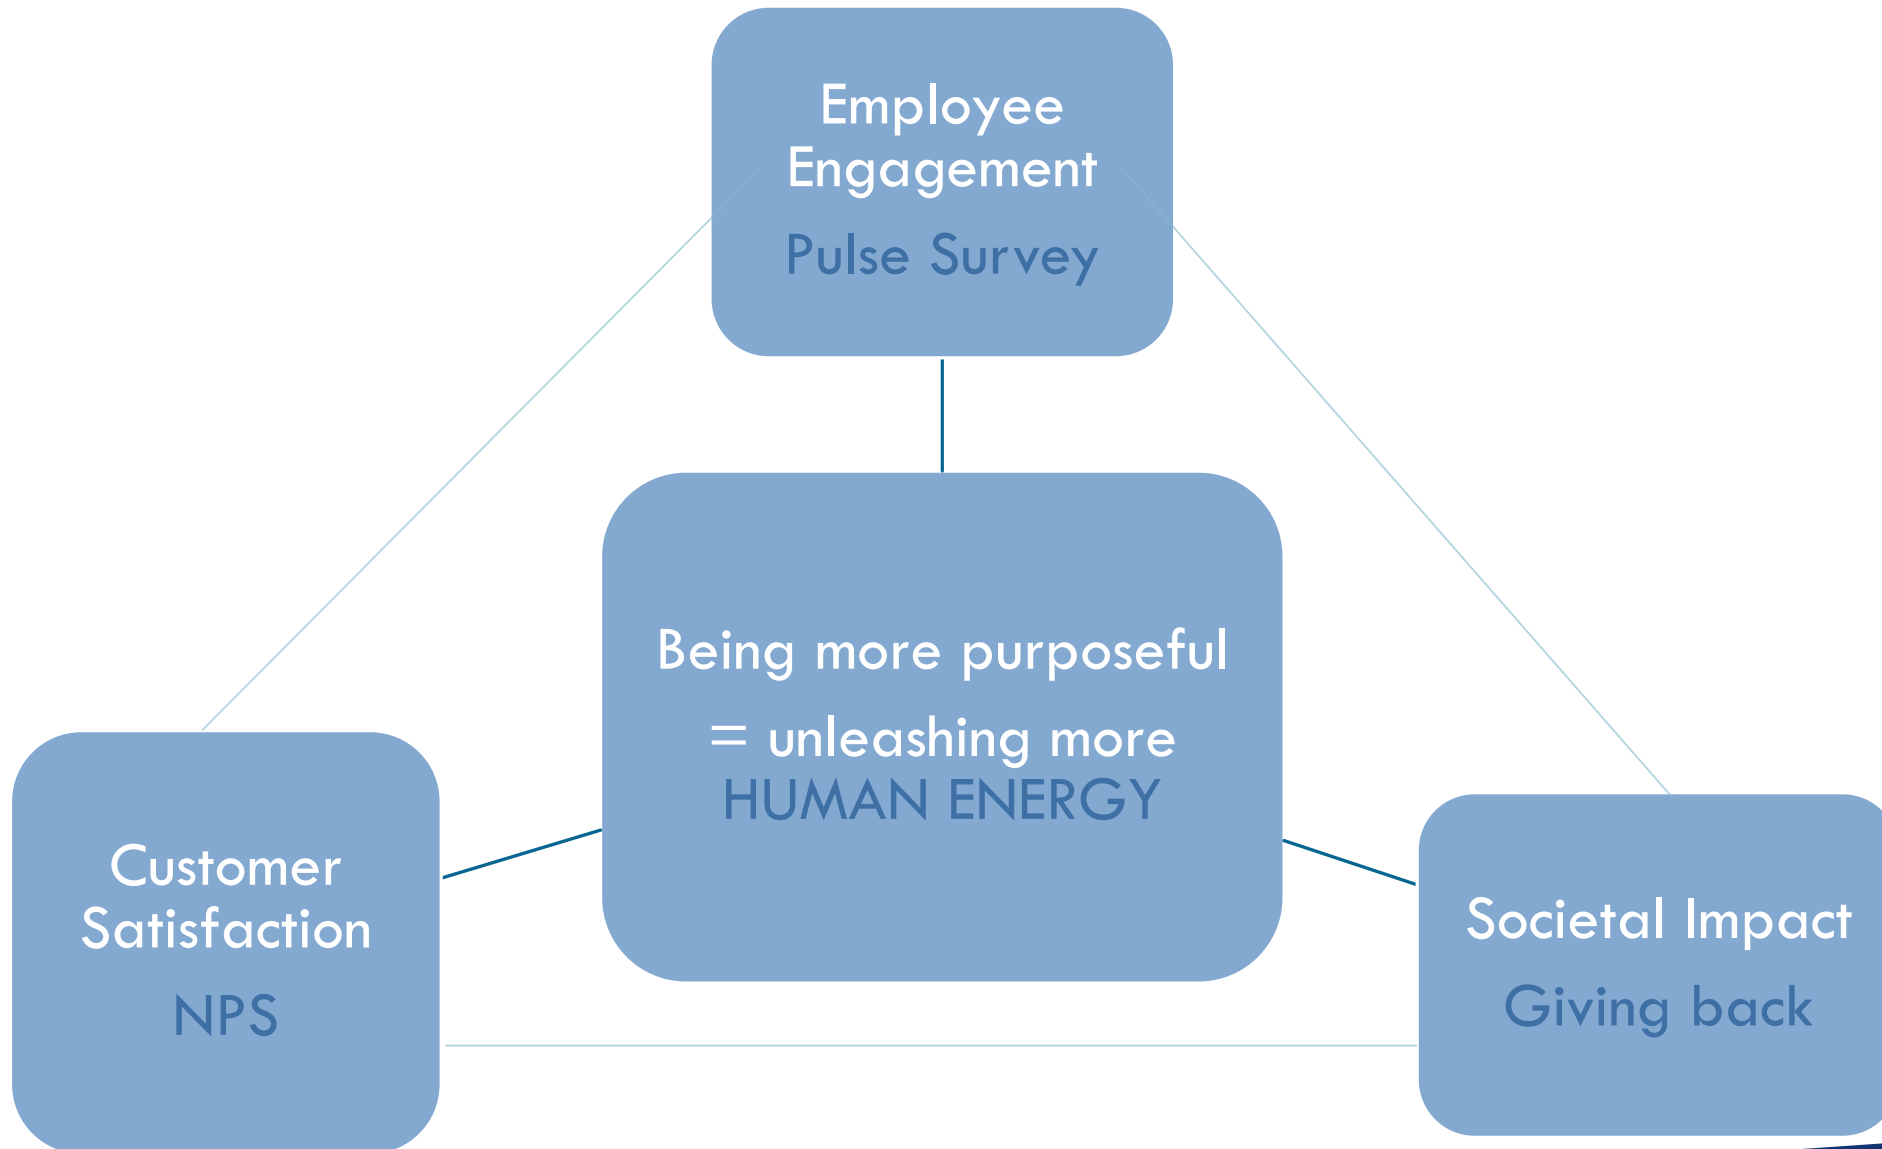 Employee
Engagement
Pulse Survey
Being more purposeful
= unleashing more
HUMAN ENERGY
Customer
Satisfaction
NPS
Societal Impact
Giving back